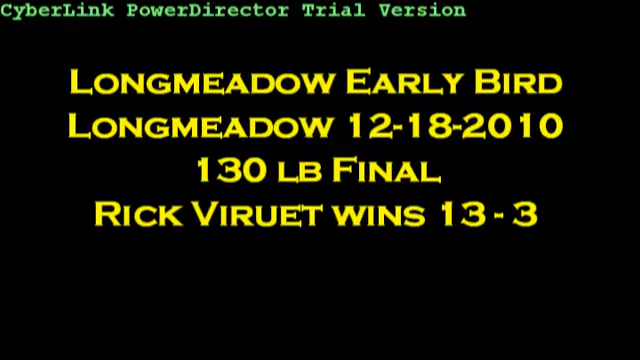 CyberLink PowerDirector Trial Version
Longmeadow Early Bird
Longmeadow 12-18-2010
130 lb Final
Rick Viruet wins 13 - 3